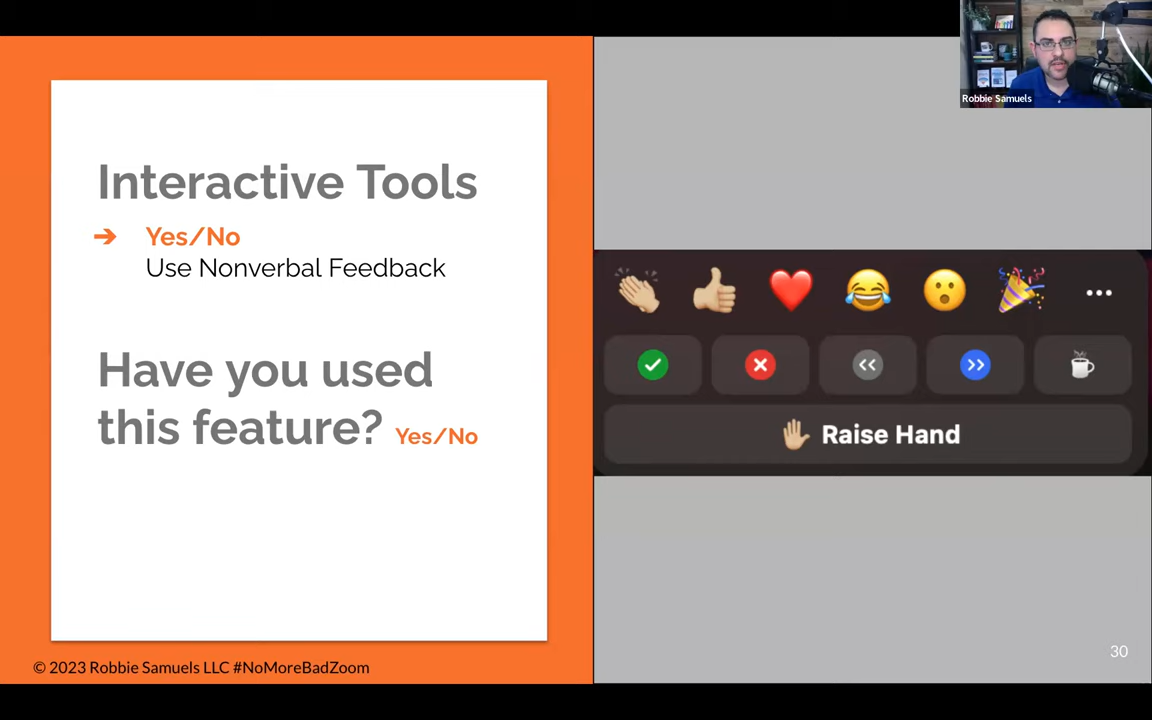 Robbie Samuels
Interactive Tools
➔ Yes/No
Use Nonverbal Feedback
Have you used
this feature? Yes/No
Raise Hand
30
© 2023 Robbie Samuels LLC #NoMoreBadZoom